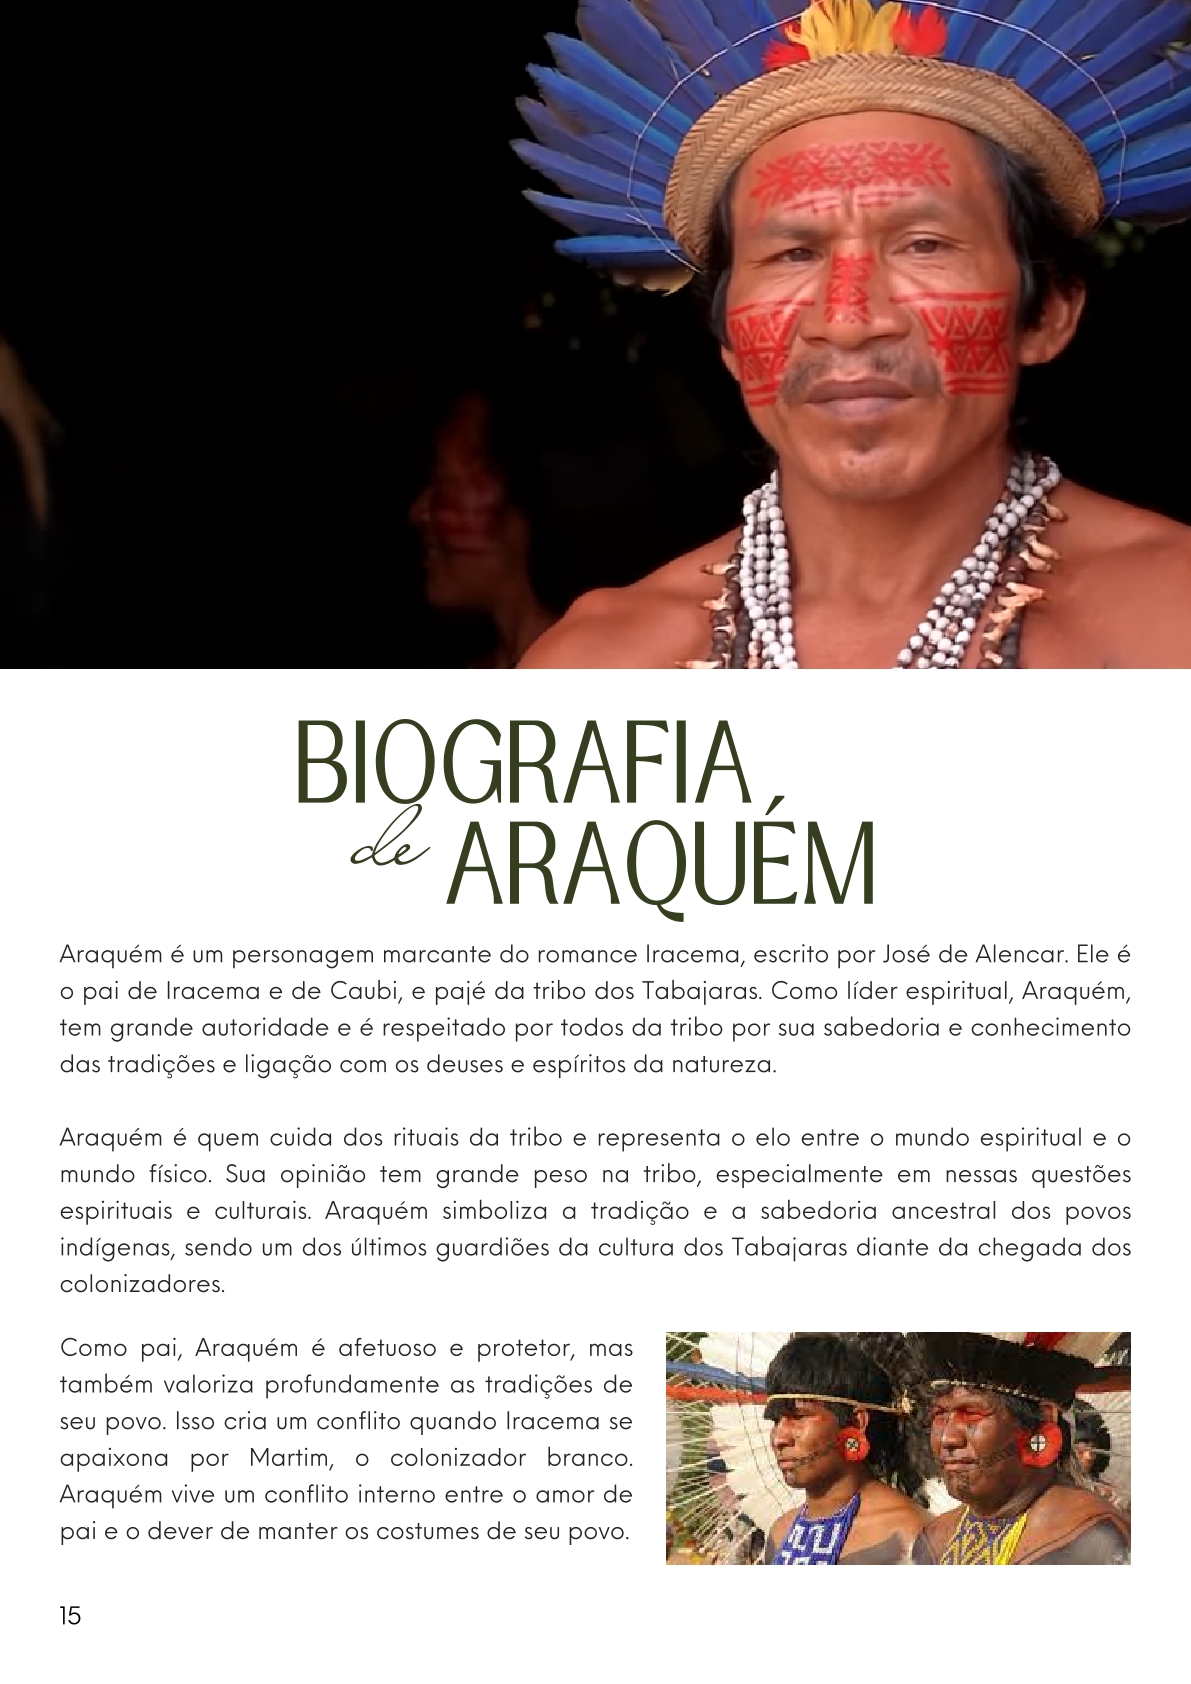 BIOGRAFIA
de ARAQUÉM
Araquém é um personagem marcante do romance Iracema, escrito por José de Alencar. Ele é
o pai de Iracema e de Caubi, e pajé da tribo dos Tabajaras. Como líder espiritual, Araquém,
tem grande autoridade e é respeitado por todos da tribo por sua sabedoria e conhecimento
das tradições e ligação com os deuses e espíritos da natureza.
Araquém é quem cuida dos rituais da tribo e representa o elo entre o mundo espiritual e o
mundo físico. Sua opinião tem grande peso na tribo, especialmente em nessas questões
espirituais e culturais. Araquém simboliza a tradição e a sabedoria ancestral dos povos
indígenas, sendo um dos últimos guardiões da cultura dos Tabajaras diante da chegada dos
colonizadores.
Como pai, Araquém é afetuoso e protetor, mas
também valoriza profundamente as tradições de
seu povo. Isso cria um conflito quando Iracema se
apaixona por Martim, o colonizador branco.
Araquém vive um conflito interno entre o amor de
pai e o dever de manter os costumes de seu povo.
15